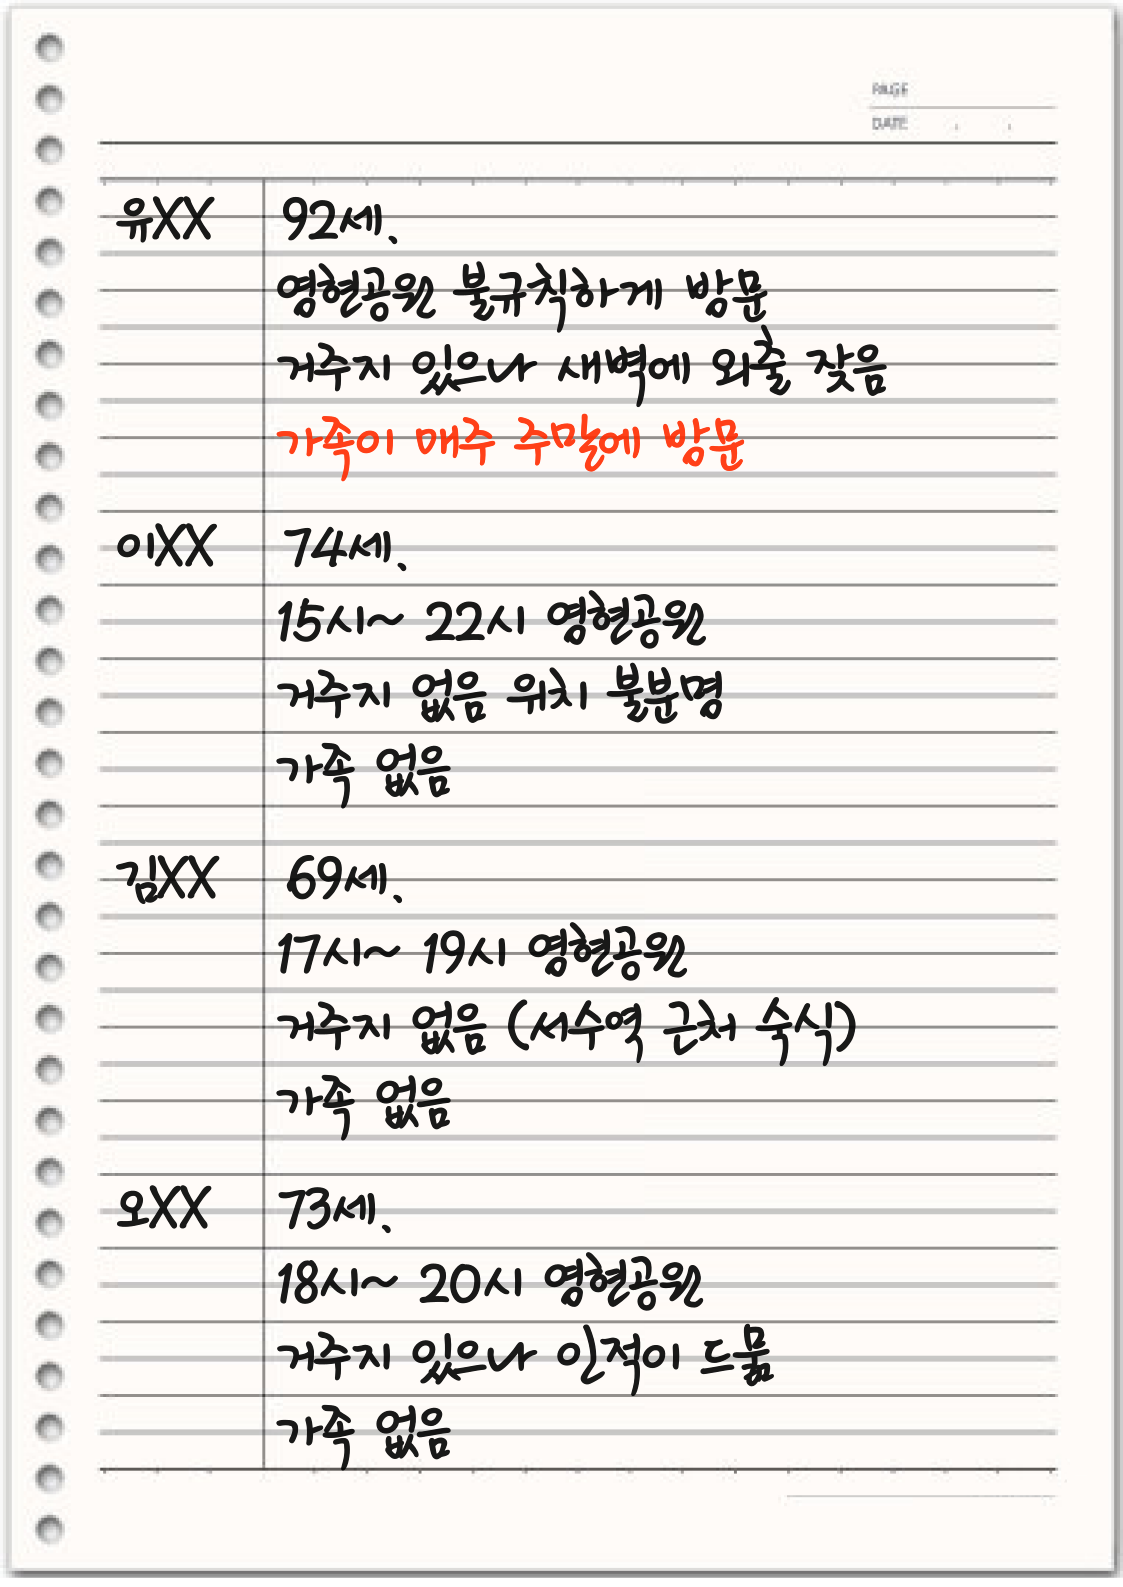 PAGE
DATE . .
유XX 92세.
영현공원 불규칙하게 방문
거주지 있으나 새벽에 외출 잦음
가족이 매주 주말에 방문
이XX 74세.
15시~ 22시 영현공원
거주지 없음 위치 불분명
가족 없음
김XX 69세.
17시~ 19시 영현공원
거주지 없음 (서수역 근처 숙식)
가족 없음
오XX 73세.
18시~ 20시 영현공원
거주지 있으나 인적이 드뭄
가족 없음